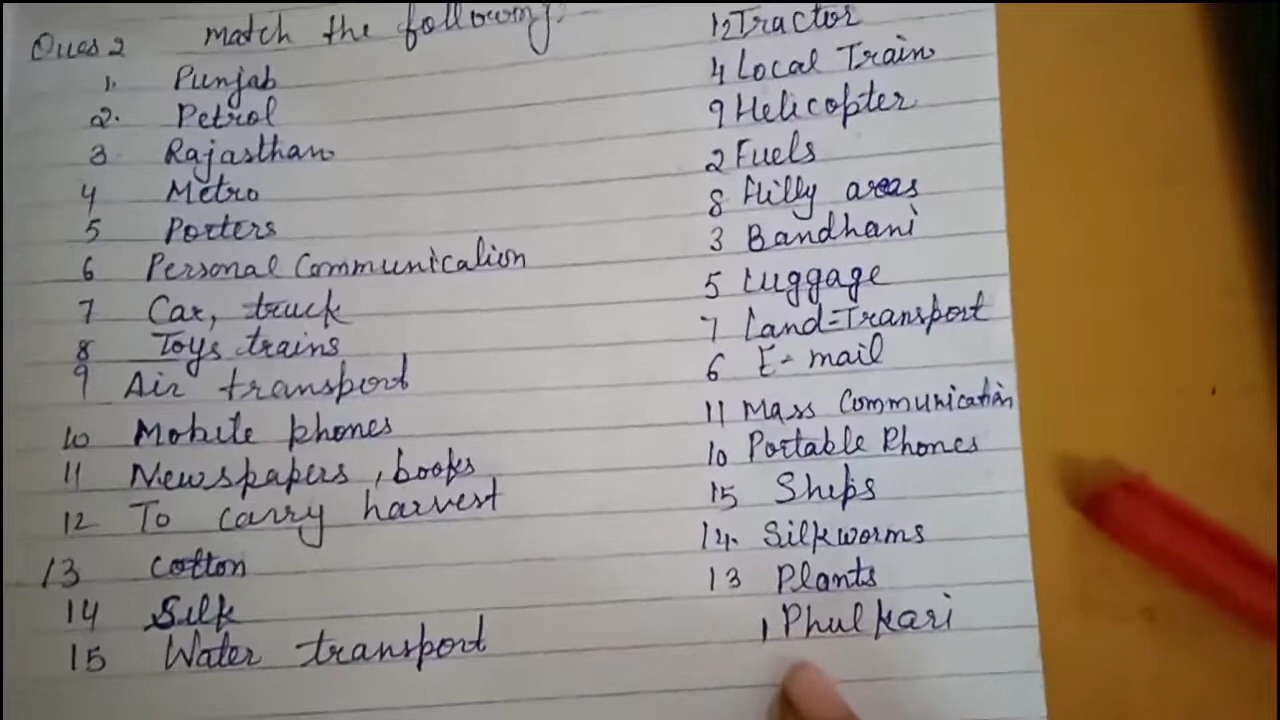 Ques 2 Match the following. 12 Tractor
1. Punjab 4 Local Train
2. Petrol 9 Helicopter
3 Rajasthan 2 Fuels
4 Metro 8 Hilly areas
5 Porters 3 Bandhani
6 Personal Communication 5 Luggage
7 Car, truck 7 Land=Transport
8 Toys trains 6 E-mail
9 Air transport 11 Mass Communication
10 Mobile phones 10 Portable Phones
11 Newspapers, books 15 Ships
12 To carry harvest 14. Silkworms
13 Cotton 13 Plants
14 Silk 1 Phulkari
15 Water transport